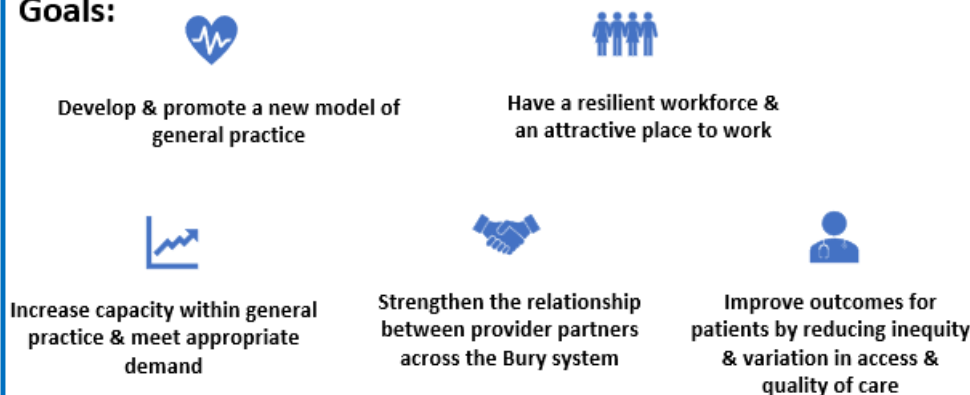 Goals:
Develop & promote a new model of
general practice
Have a resilient workforce &
an attractive place to work
Increase capacity within general
practice & meet appropriate
demand
Strengthen the relationship
between provider partners
across the Bury system
Improve outcomes for
patients by reducing inequity
& variation in access &
quality of care